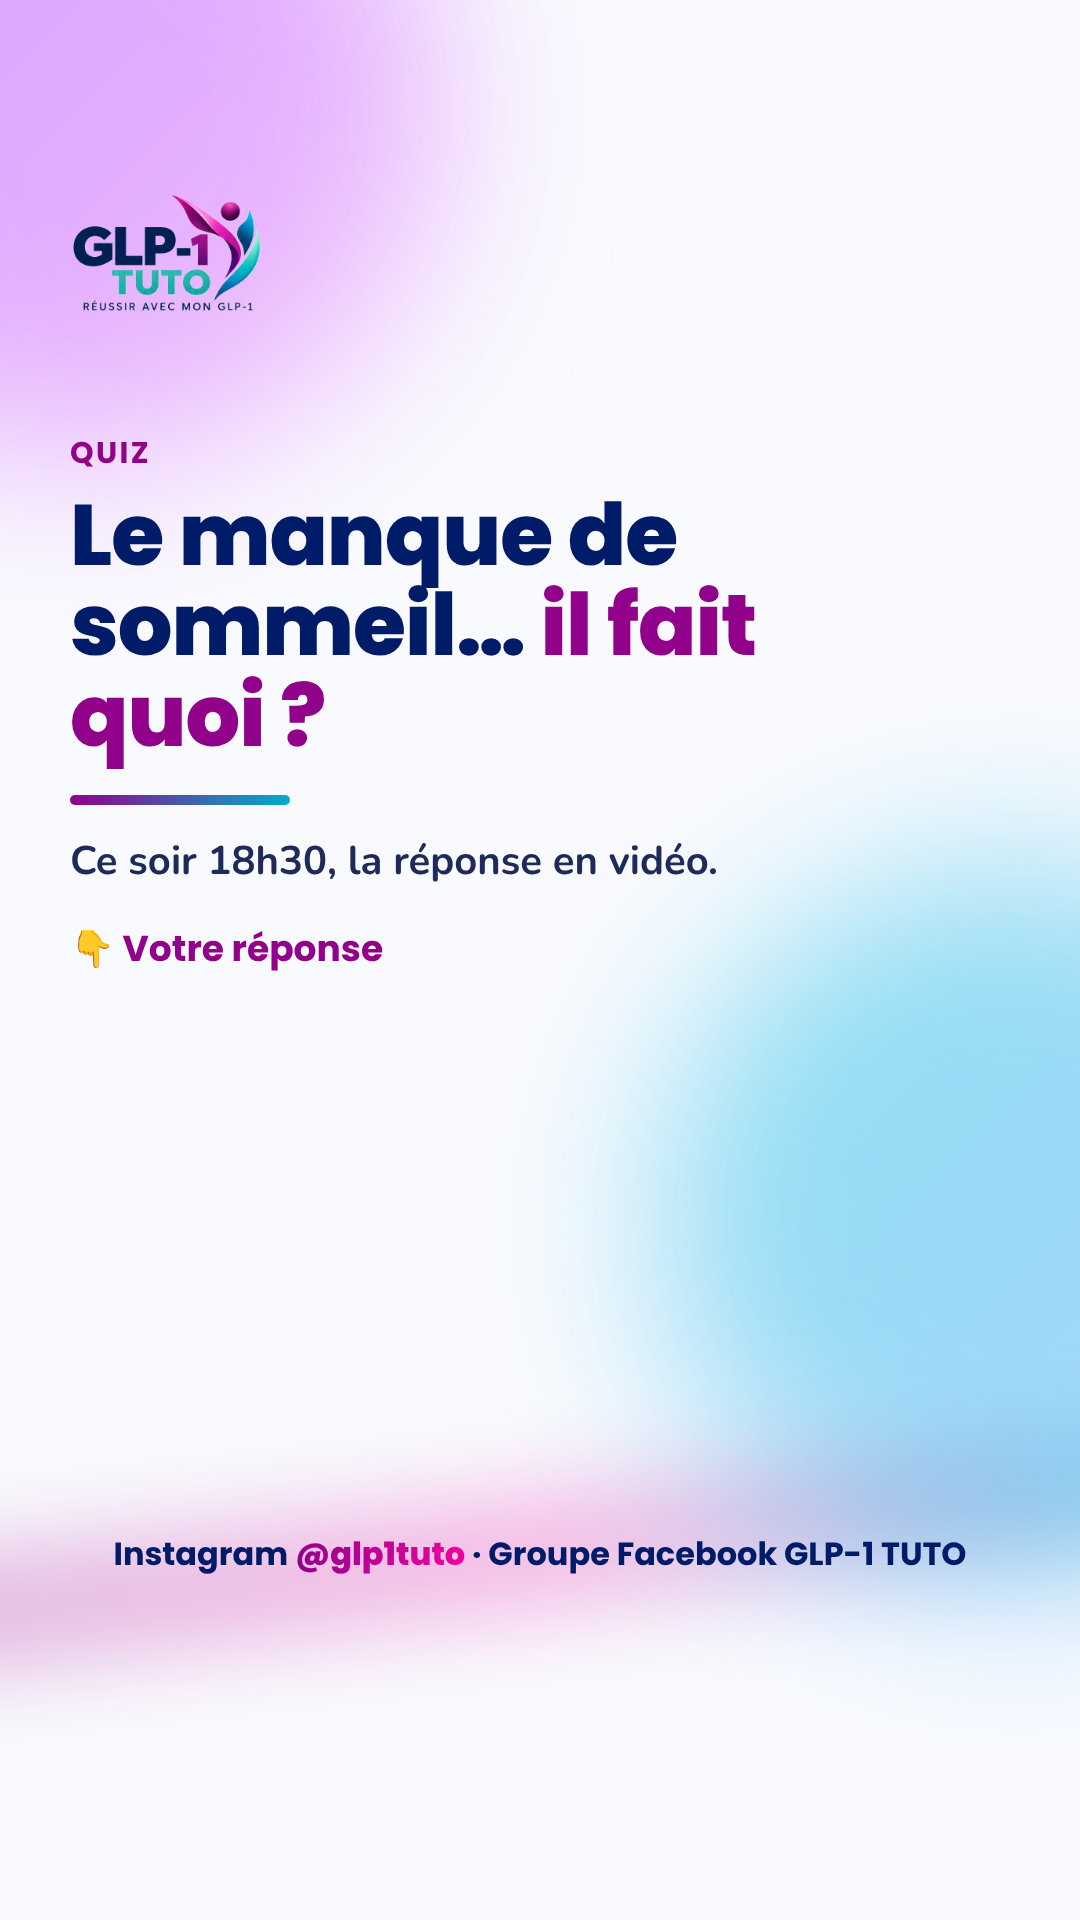 GLP-1
TUTO
RÉUSSIR AVEC MON GLP-1
QUIZ
Le manque de
sommeil... il fait
quoi ?
Ce soir 18h30, la réponse en vidéo.
👇 Votre réponse
Instagram @glp1tuto · Groupe Facebook GLP-1 TUTO